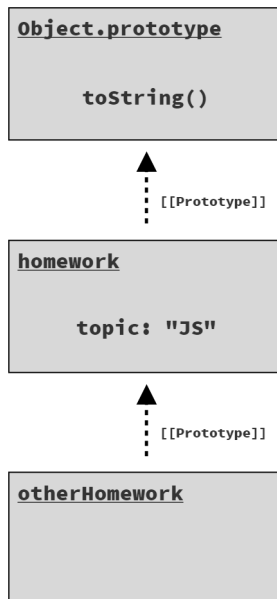 Object.prototype
toString()
[[Prototype]]
homework
topic: "JS"
[[Prototype]]
otherHomework